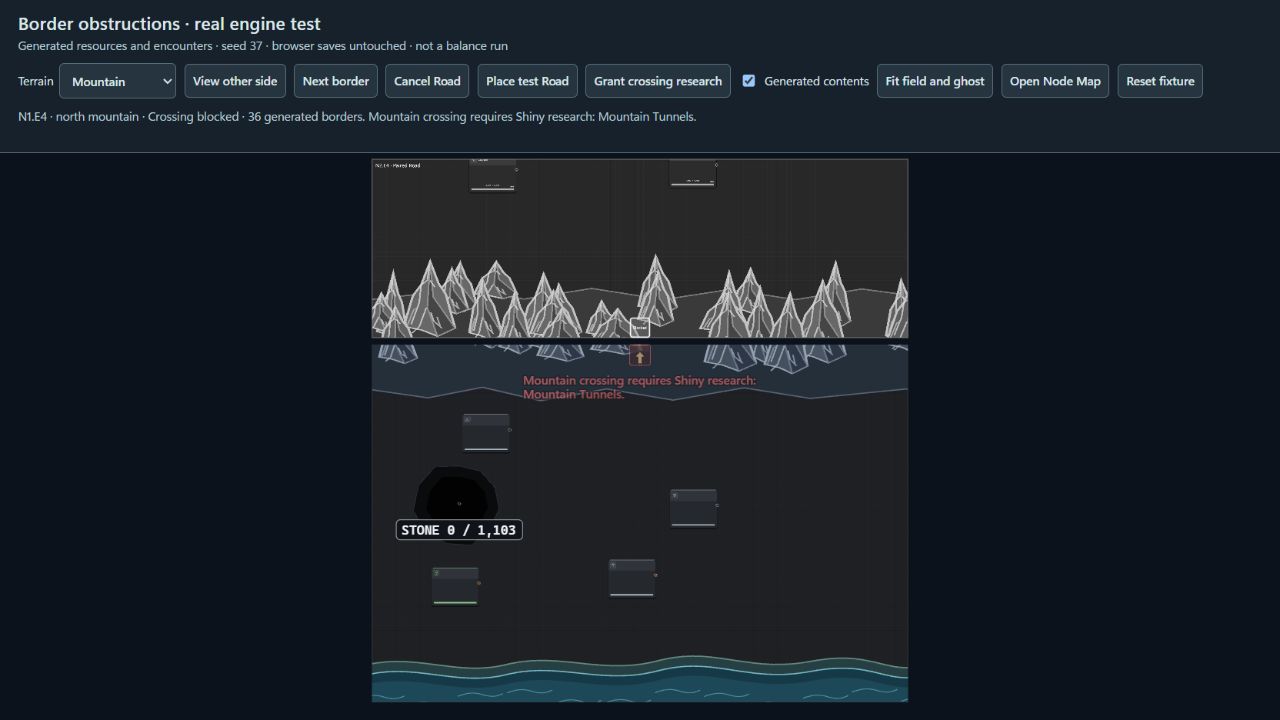 Border obstructions · real engine test
Generated resources and encounters · seed 37 · browser saves untouched · not a balance run
Terrain Mountain View other side Next border Cancel Road Place test Road Grant crossing research Generated contents Fit field and ghost Open Node Map Reset fixture
N1.E4 · north mountain · Crossing blocked · 36 generated borders. Mountain crossing requires Shiny research: Mountain Tunnels.
Paired Road
Mountain crossing requires Shiny research:
Mountain Tunnels.
STONE 0 / 1,103